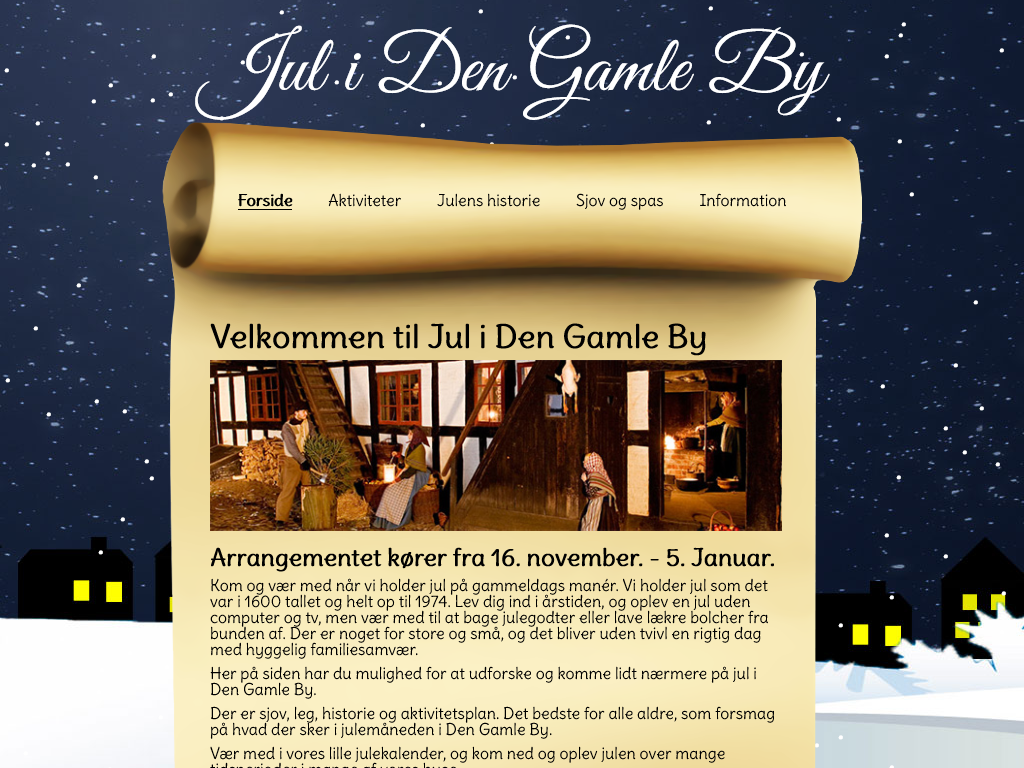 Jul i Den Gamle By
Forside Aktiviteter Julens historie Sjov og spas Information
Velkommen til Jul i Den Gamle By
Arrangementet kører fra 16. november. - 5. Januar.
Kom og vær med når vi holder jul på gammeldags manér. Vi holder jul som det
var i 1600 tallet og helt op til 1974. Lev dig ind i årstiden, og oplev en jul uden
computer og tv, men vær med til at bage julegodter eller lave lækre bolcher fra
bunden af. Der er noget for store og små, og det bliver uden tvivl en rigtig dag
med hyggelig familiesamvær.
Her på siden har du mulighed for at udforske og komme lidt nærmere på jul i
Den Gamle By.
Der er sjov, leg, historie og aktivitetsplan. Det bedste for alle aldre, som forsmag
på hvad der sker i julemåneden i Den Gamle By.
Vær med i vores lille julekalender, og kom ned og oplev julen over mange